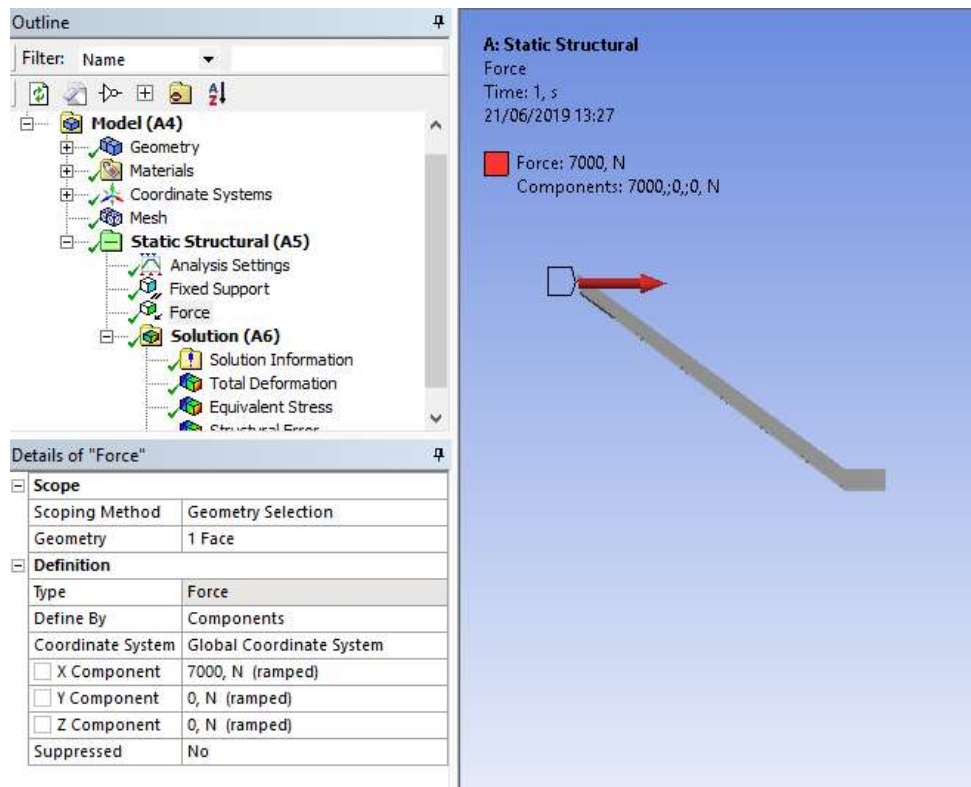 Outline
Filter: Name
Model (A4)
Geometry
Materials
Coordinate Systems
Mesh
Static Structural (A5)
Analysis Settings
Fixed Support
Force
Solution (A6)
Solution Information
Total Deformation
Equivalent Stress
Structural Error
Details of "Force"
Scope
Scoping Method Geometry Selection
Geometry 1 Face
Definition
Type Force
Define By Components
Coordinate System Global Coordinate System
X Component 7000, N (ramped)
Y Component 0, N (ramped)
Z Component 0, N (ramped)
Suppressed No
A: Static Structural
Force
Time: 1, s
21/06/2019 13:27
Force: 7000, N
Components: 7000,;0,;0, N